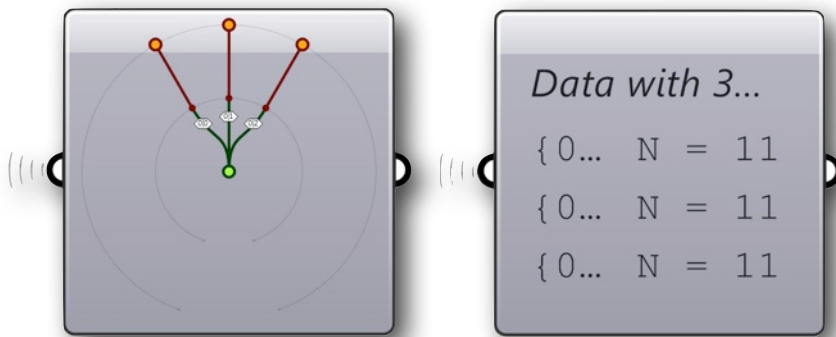 Data with 3...
{0... N = 11
{0... N = 11
{0... N = 11